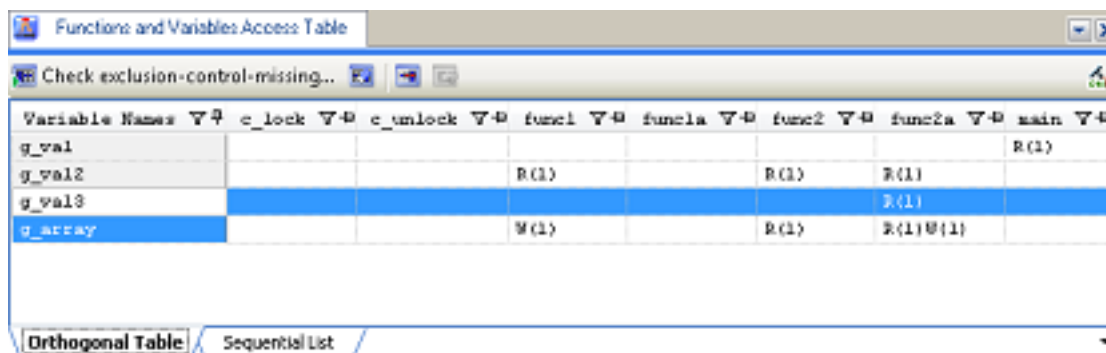 Functions and Variables Access Table
Check exclusion-control-missing...
Variable Names c_lock c_unlock func1 func1a func2 func2a main
g_val R(1)
g_val2 R(1) R(1) R(1)
g_val3 R(1)
g_array W(1) R(1) R(1)W(1)
Orthogonal Table Sequential List